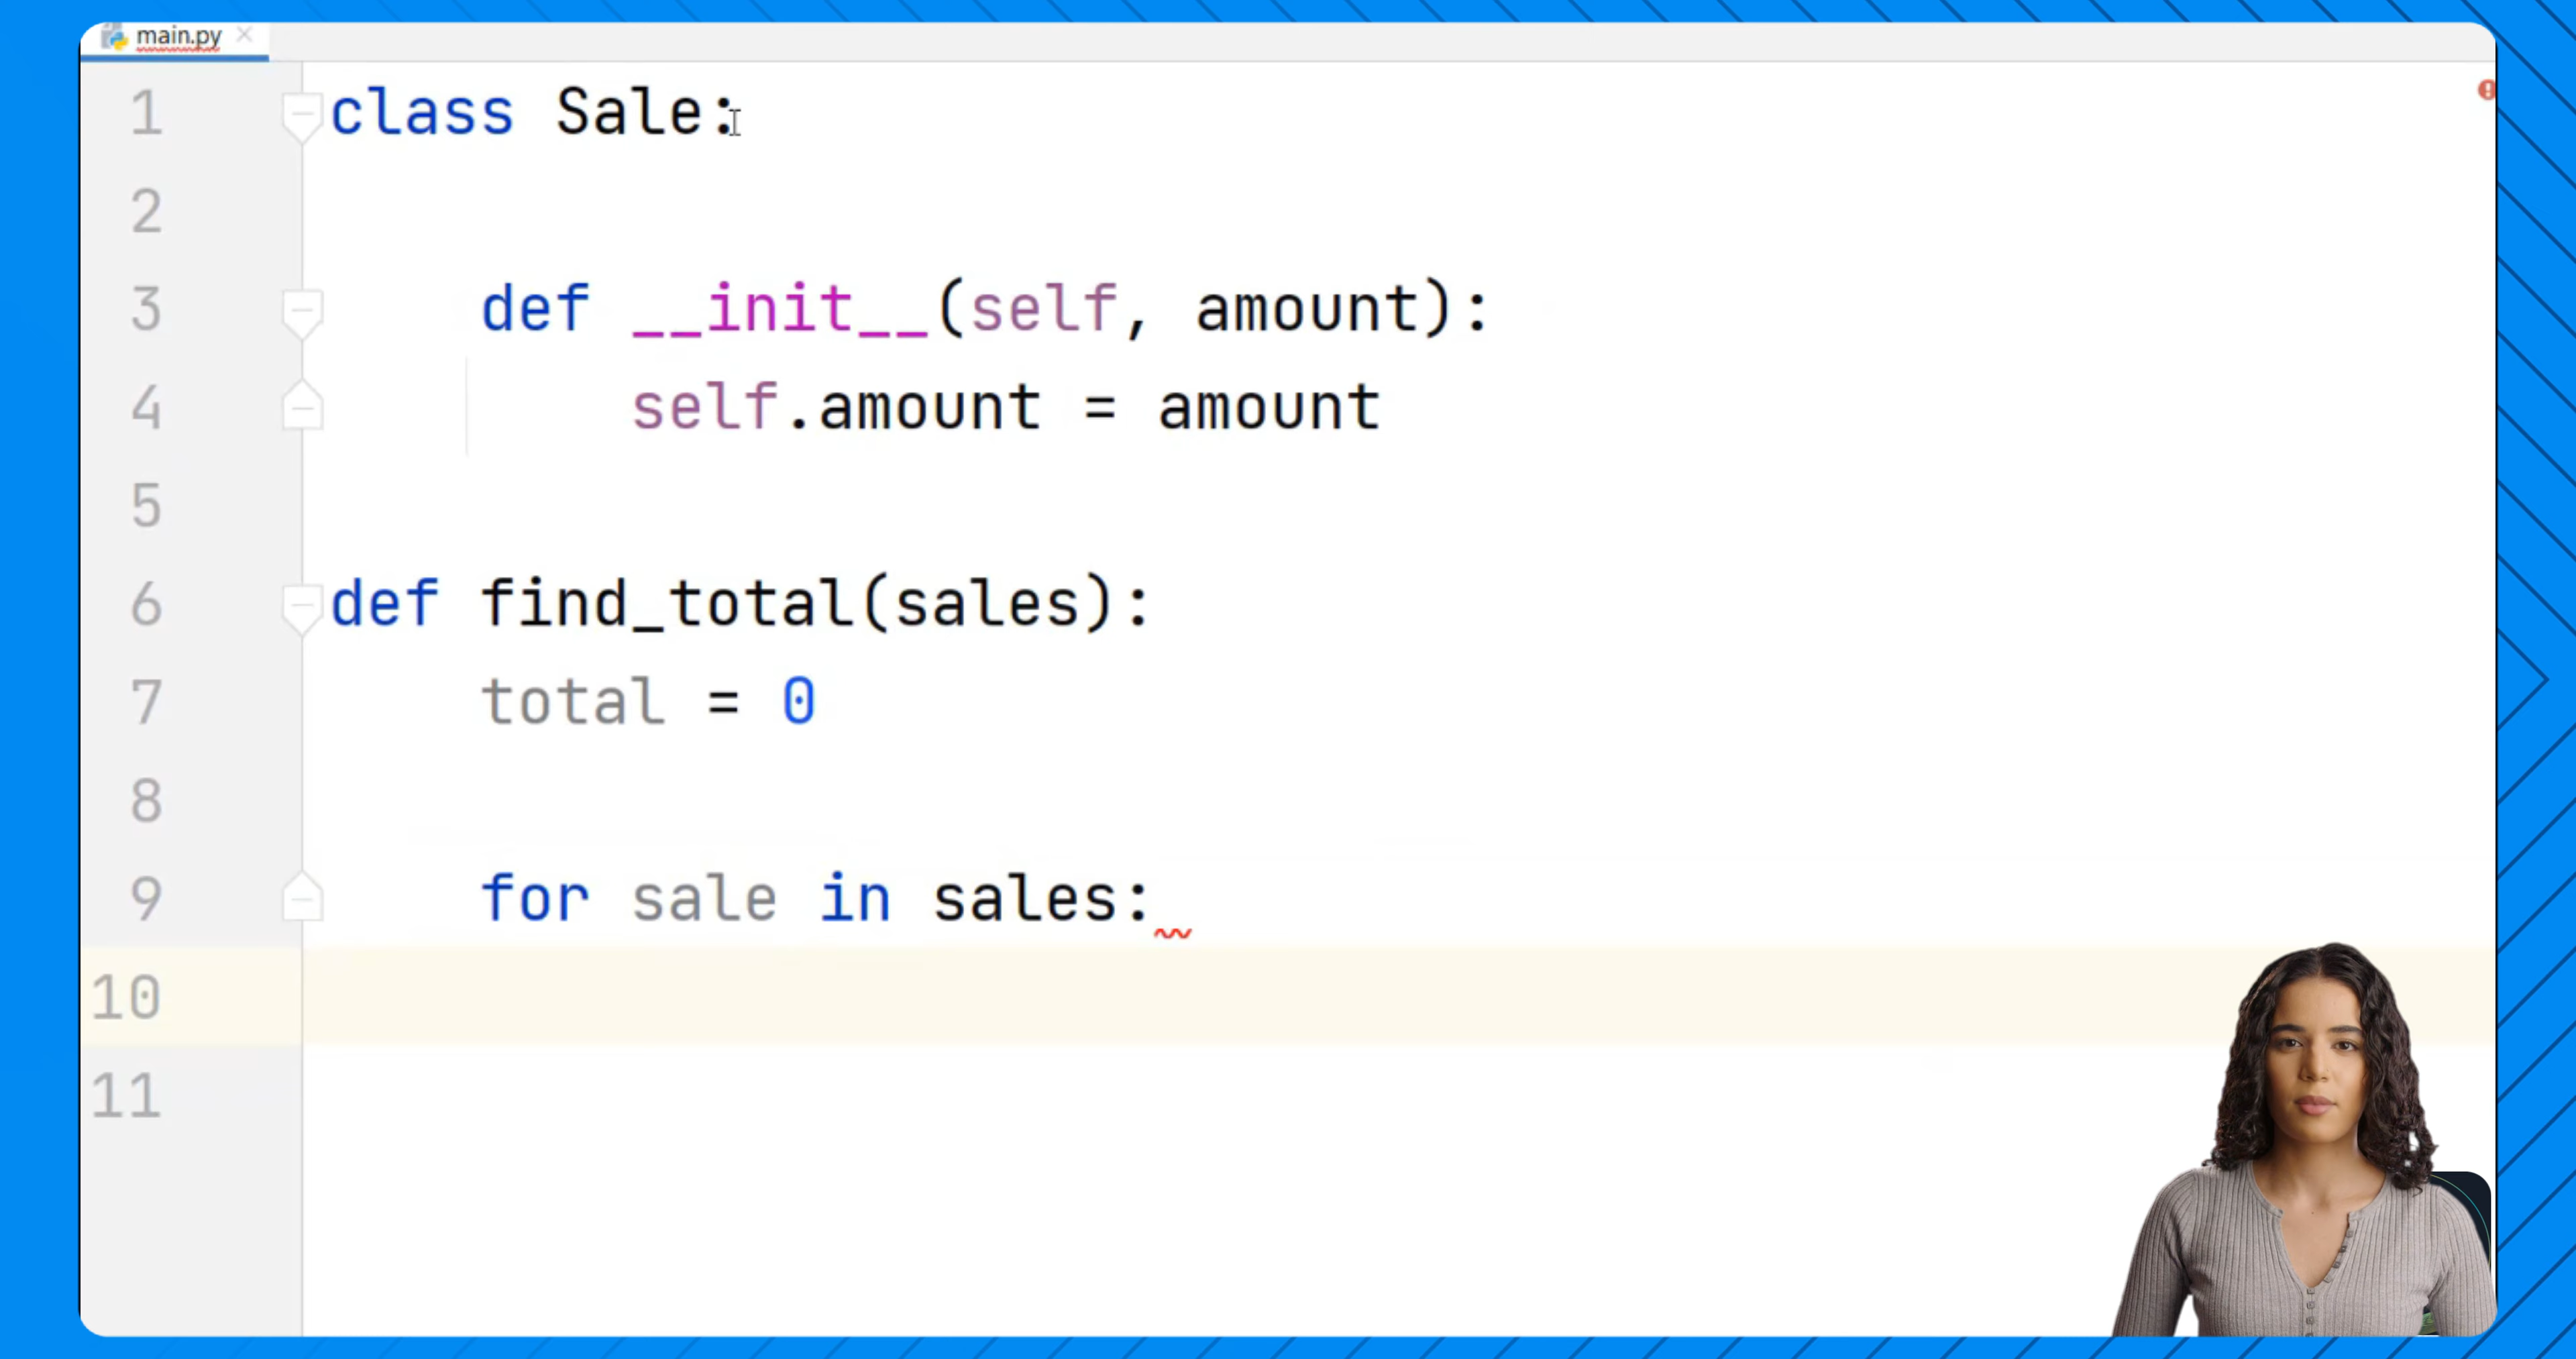 main.py
1 class Sale:
2
3     def __init__(self, amount):
4         self.amount = amount
5
6 def find_total(sales):
7     total = 0
8
9     for sale in sales:
10
11